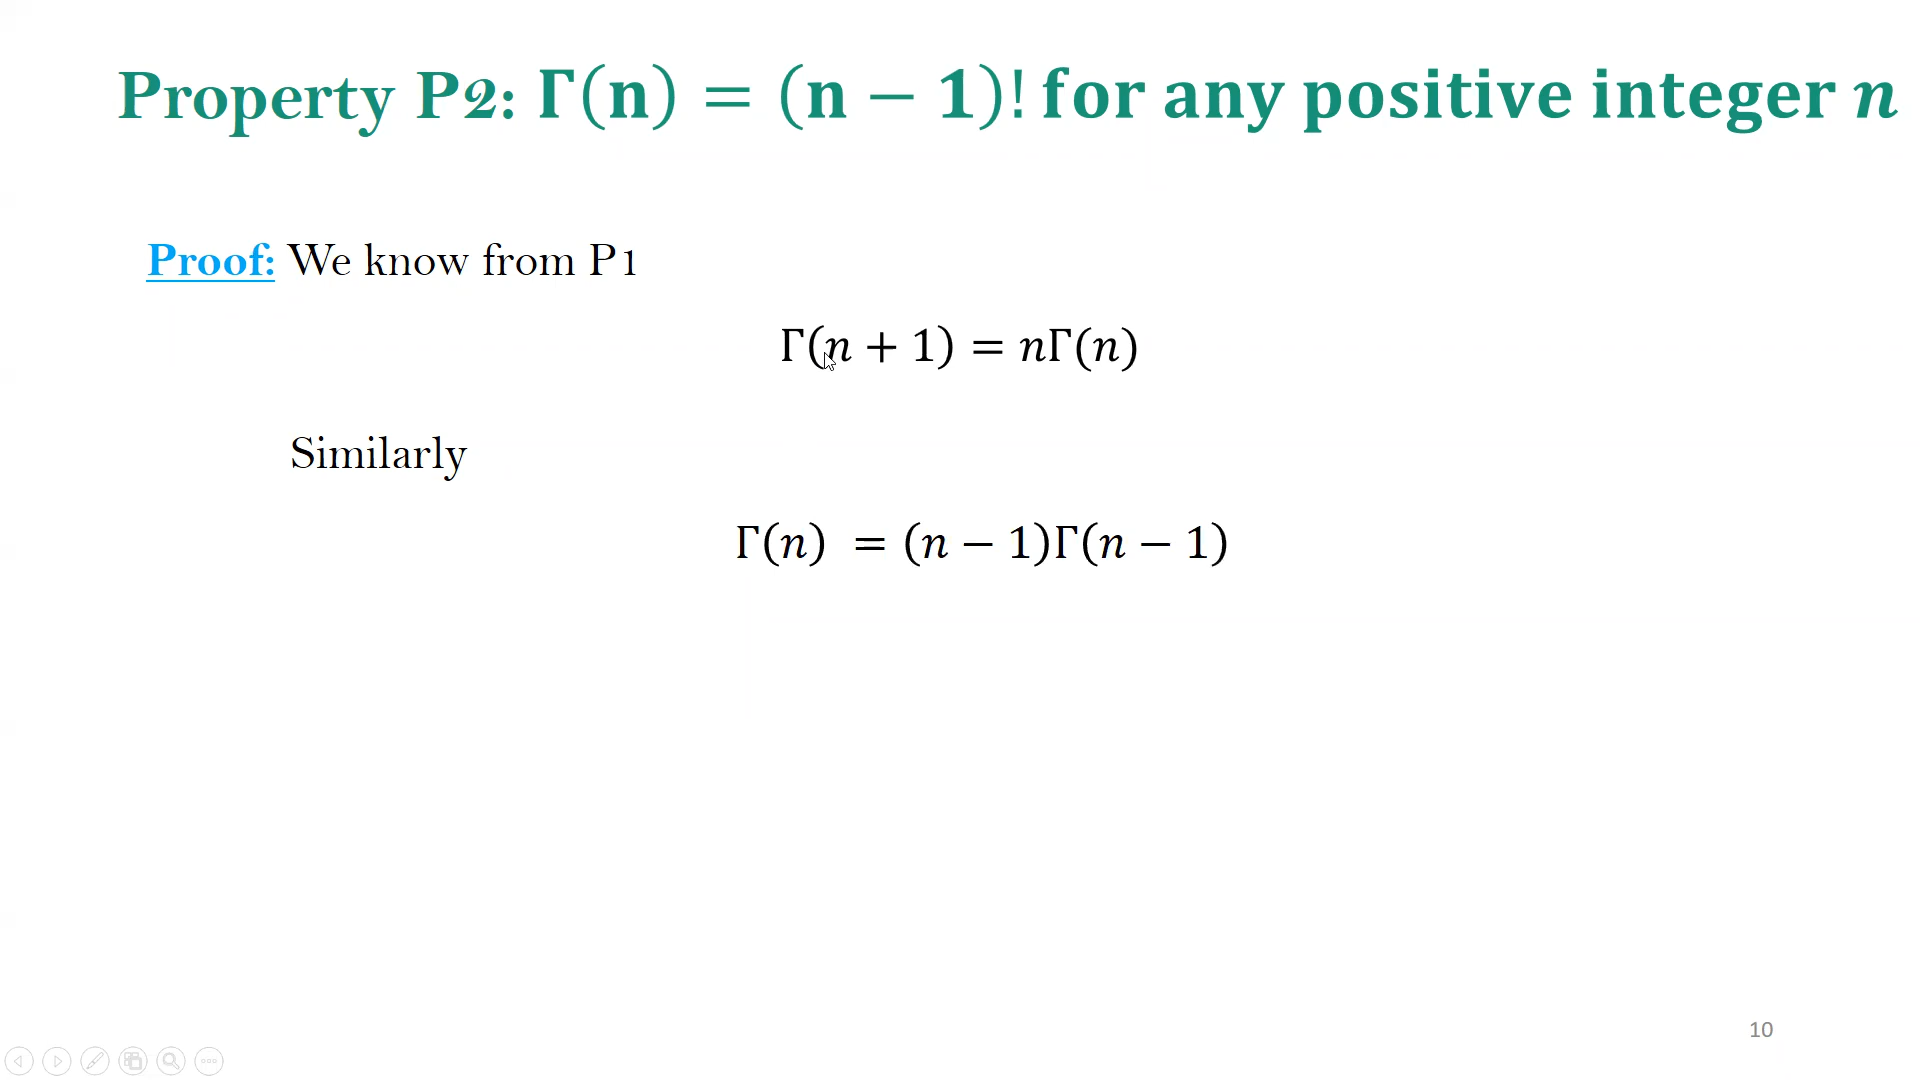 Property P2: Γ(n) = (n − 1)! for any positive integer n
Proof: We know from P1
Γ(n + 1) = nΓ(n)
Similarly
Γ(n) = (n − 1)Γ(n − 1)
10